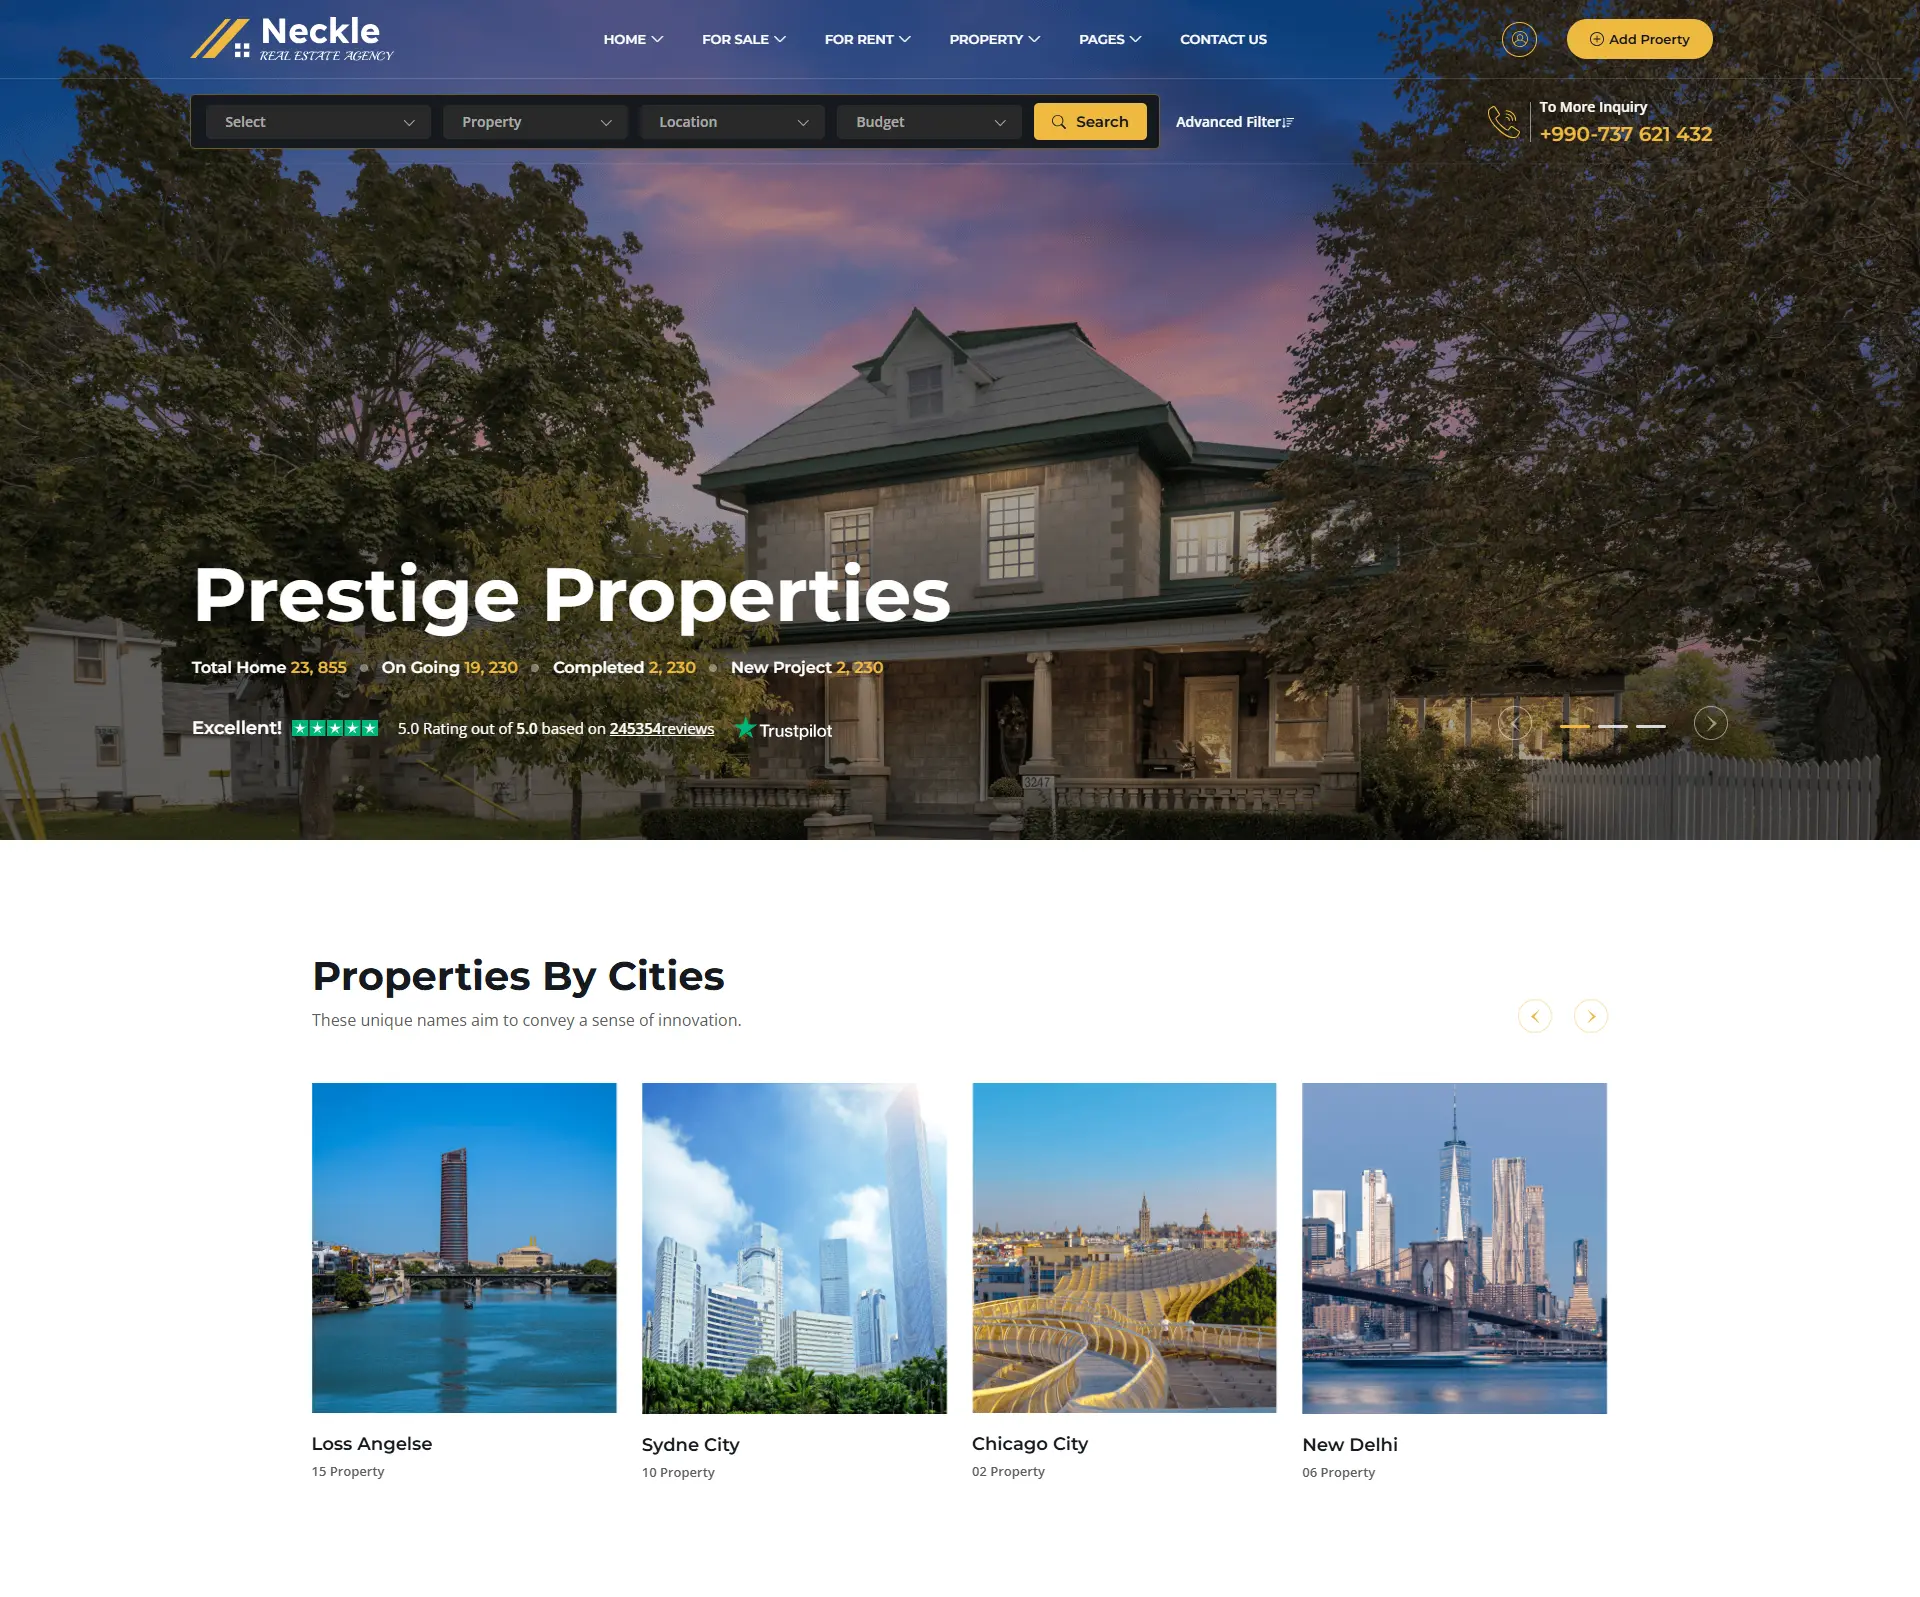 Neckle
REAL ESTATE AGENCY
HOME
FOR SALE
FOR RENT
PROPERTY
PAGES
CONTACT US
Add Proerty
Select
Property
Location
Budget
Search
Advanced Filter
To More Inquiry
+990-737 621 432
Prestige Properties
Total Home 23, 855 On Going 19, 230 Completed 2, 230 New Project 2, 230
Excellent! 5.0 Rating out of 5.0 based on 245354reviews Trustpilot
3247
Properties By Cities
These unique names aim to convey a sense of innovation.
Loss Angelse
15 Property
Sydne City
10 Property
Chicago City
02 Property
New Delhi
06 Property